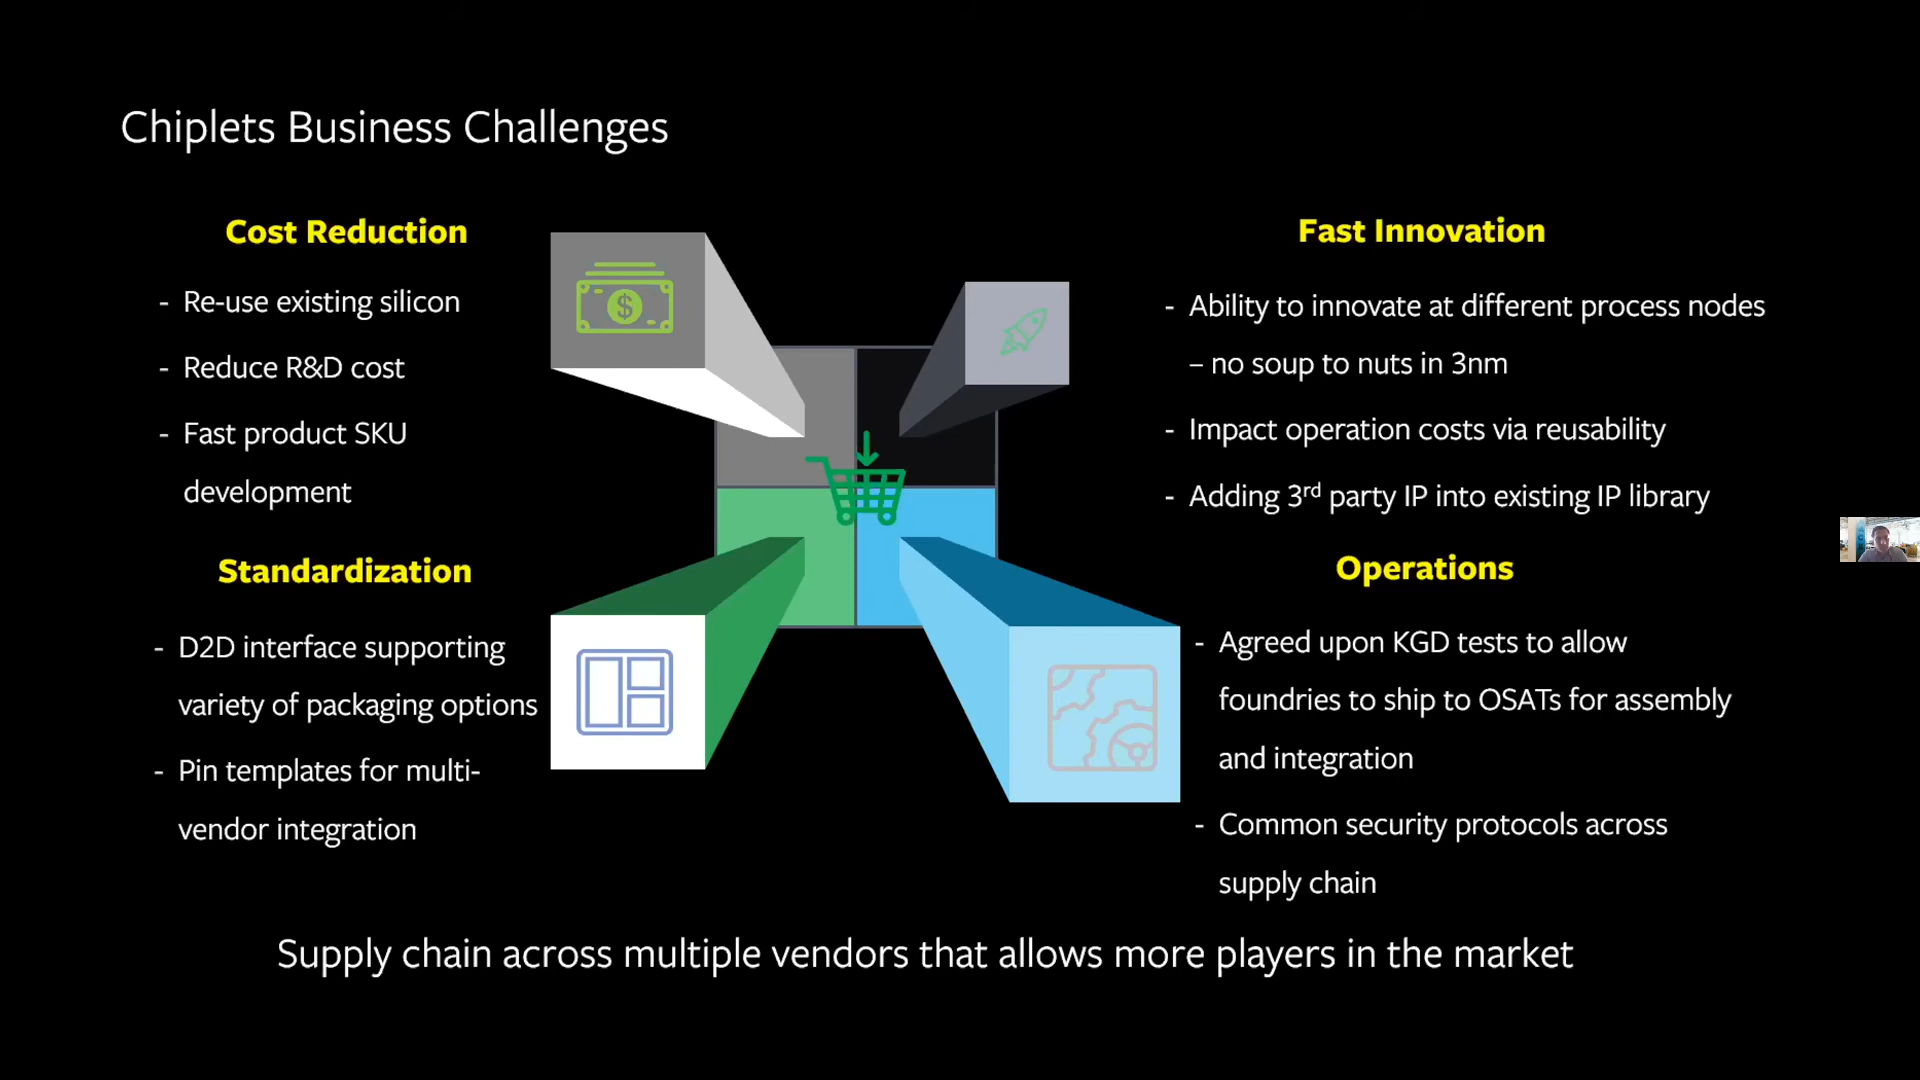 Chiplets Business Challenges
Cost Reduction
- Re-use existing silicon
- Reduce R&D cost
- Fast product SKU
development
Standardization
- D2D interface supporting
variety of packaging options
- Pin templates for multi-
vendor integration
$
Fast Innovation
- Ability to innovate at different process nodes
– no soup to nuts in 3nm
- Impact operation costs via reusability
- Adding 3rd party IP into existing IP library
Operations
- Agreed upon KGD tests to allow
foundries to ship to OSATs for assembly
and integration
- Common security protocols across
supply chain
Supply chain across multiple vendors that allows more players in the market